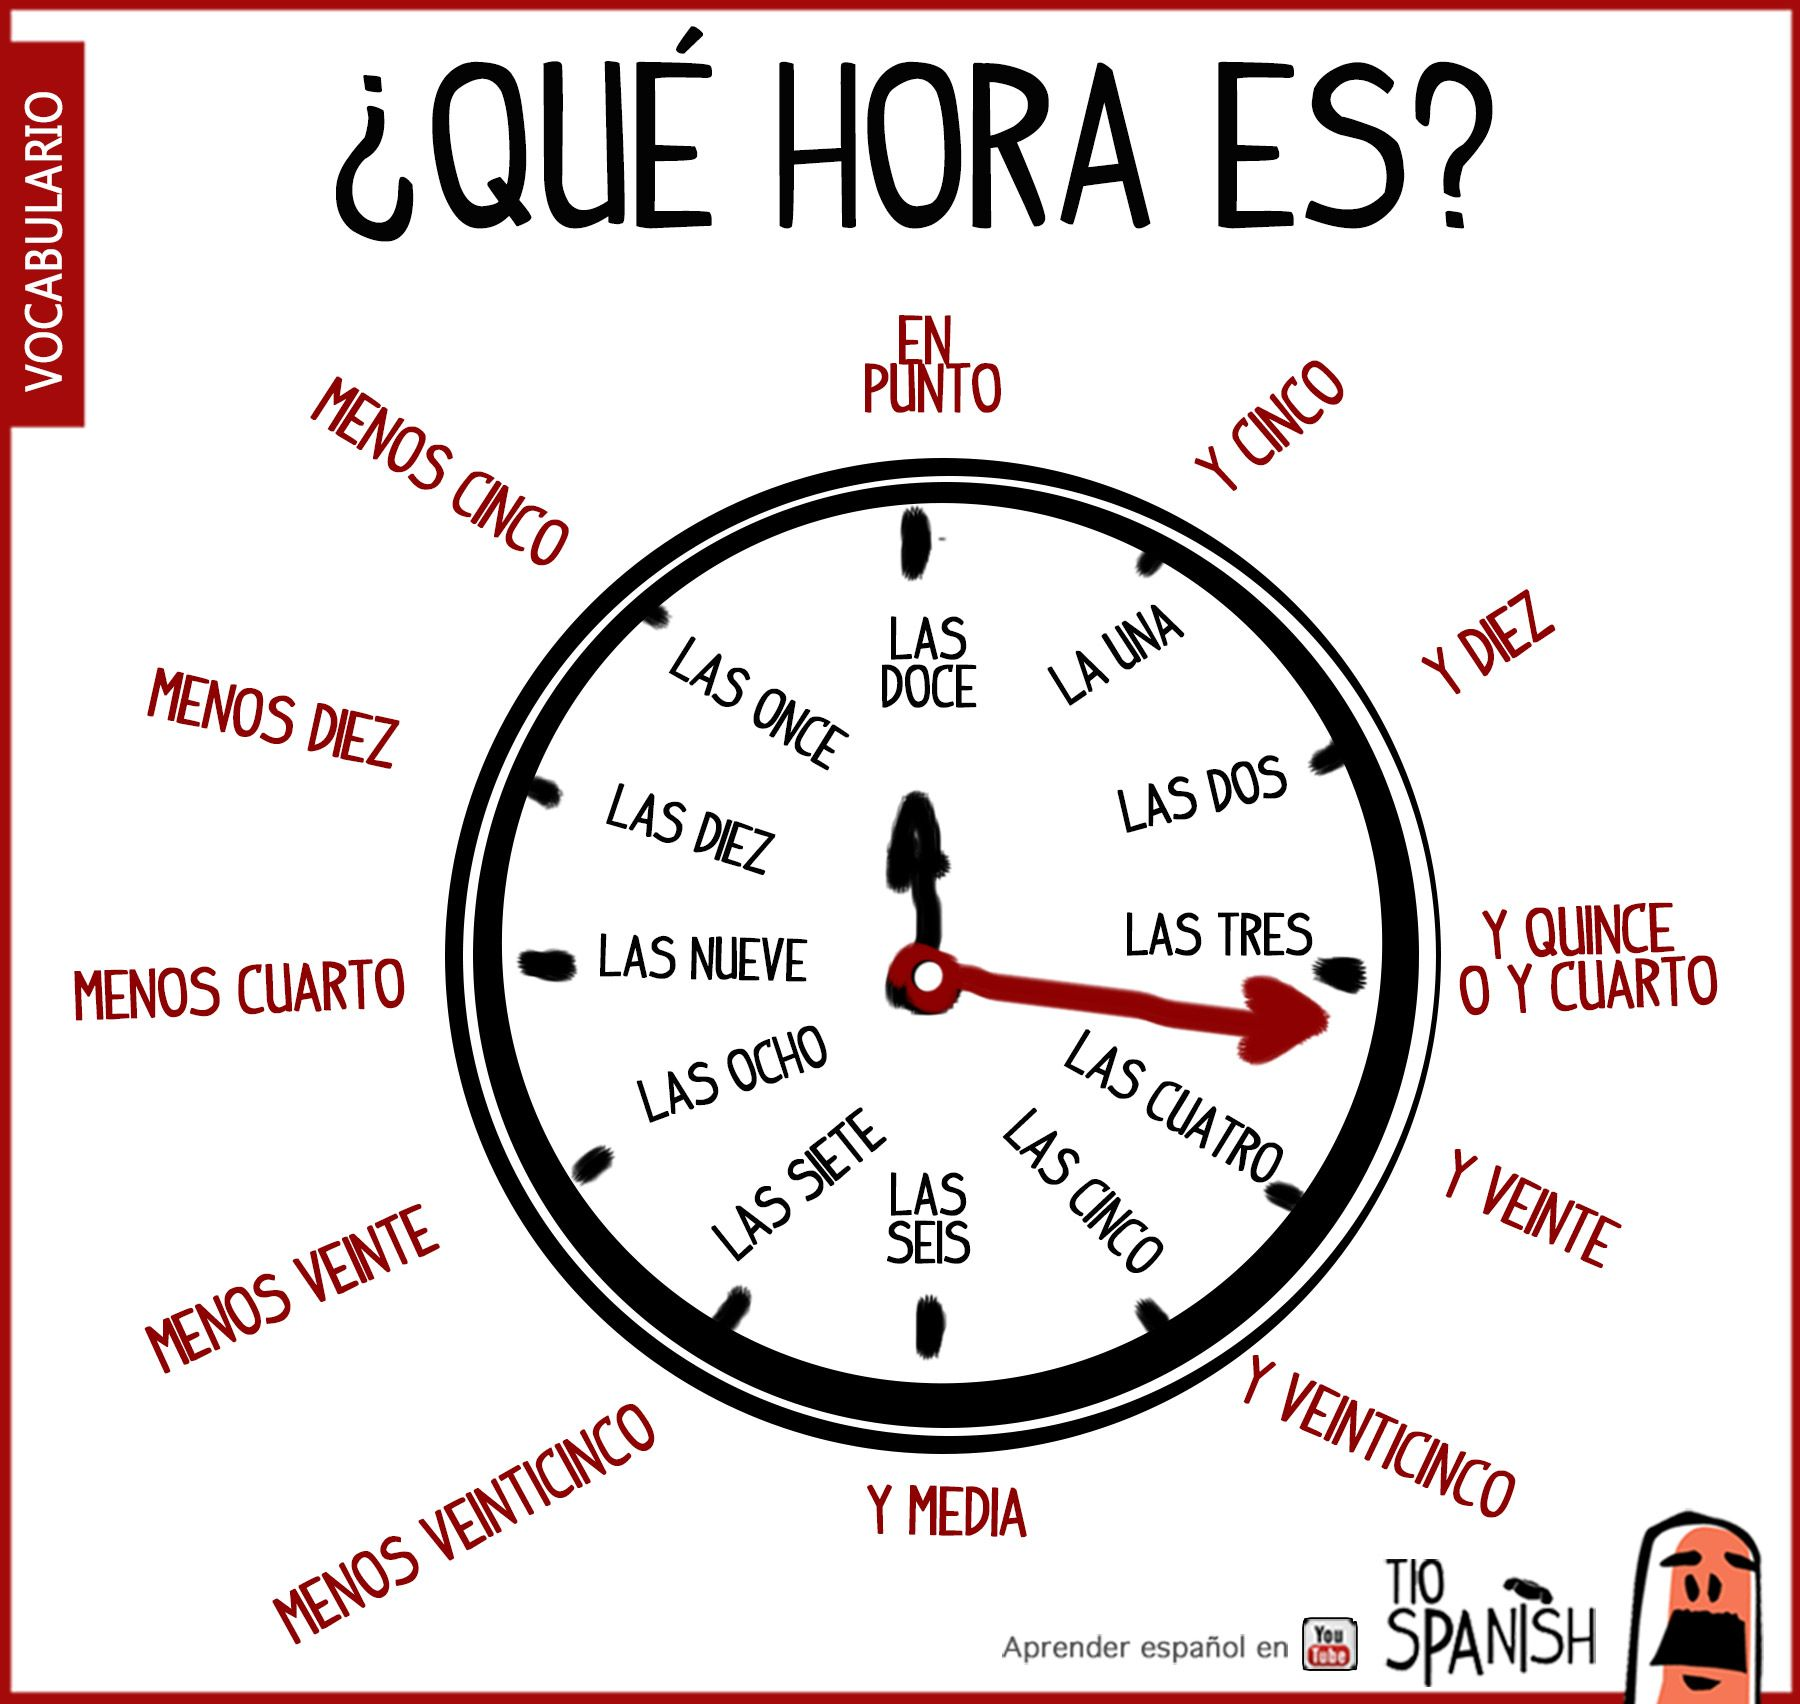 VOCABULARIO
¿QUÉ HORA ES?
EN
PUNTO
Y CINCO
Y DIEZ
Y QUINCE
O Y CUARTO
Y VEINTE
Y VEINTICINCO
Y MEDIA
MENOS VEINTICINCO
MENOS VEINTE
MENOS CUARTO
MENOS DIEZ
MENOS CINCO
LAS
DOCE
LA UNA
LAS DOS
LAS TRES
LAS CUATRO
LAS CINCO
LAS
SEIS
LAS SIETE
LAS OCHO
LAS NUEVE
LAS DIEZ
LAS ONCE
Aprender español en
You
Tube
TIO
SPANISH